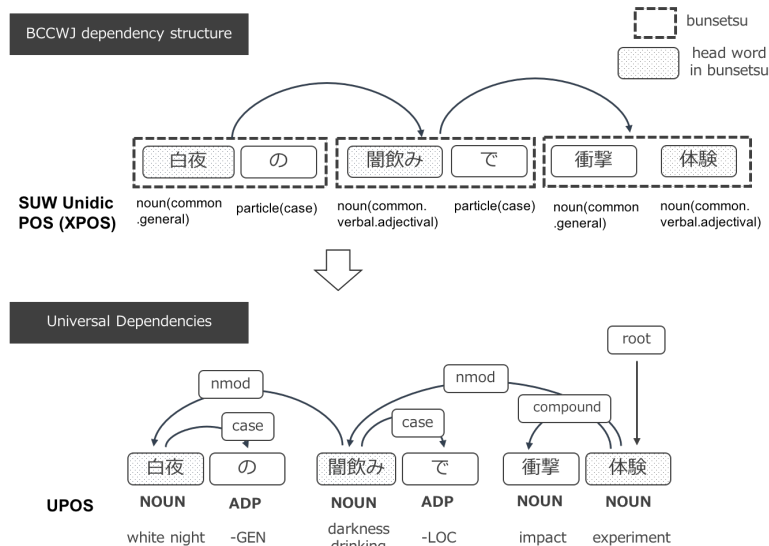 BCCWJ dependency structure
bunsetsu
head word
in bunsetsu
白夜 の 闇飲み で 衝撃 体験
SUW Unidic
POS (XPOS)
noun(common
.general)
particle(case)
noun(common.
verbal.adjectival)
particle(case)
noun(common
.general)
noun(common.
verbal.adjectival)
Universal Dependencies
root
nmod nmod
compound
case case
白夜 の 闇飲み で 衝撃 体験
UPOS NOUN ADP NOUN ADP NOUN NOUN
white night -GEN darkness -LOC impact experiment
drinking